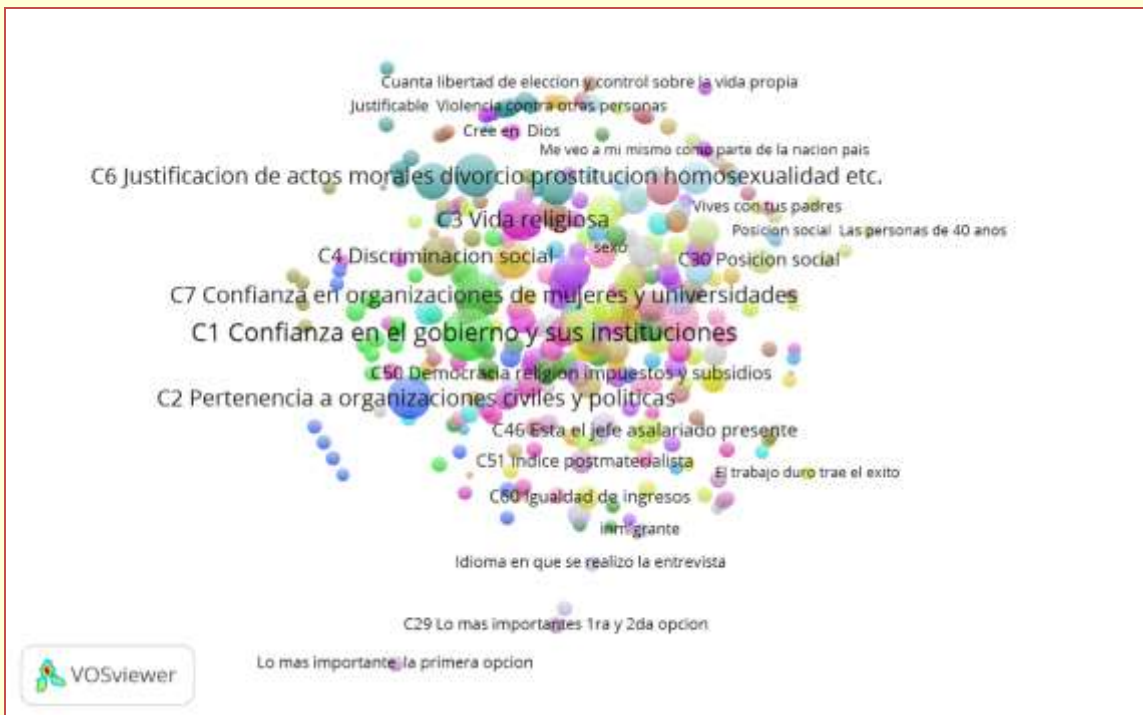 Cuanta libertad de eleccion y control sobre la vida propia
Justificable Violencia contra otras personas
Cree en Dios
Me veo a mi mismo como parte de la nacion pais
C6 Justificacion de actos morales divorcio prostitucion homosexualidad etc.
Vives con tus padres
C3 Vida religiosa
Posicion social Las personas de 40 anos
sexo
C4 Discriminacion social
C30 Posicion social
C7 Confianza en organizaciones de mujeres y universidades
C1 Confianza en el gobierno y sus instituciones
C50 Democracia religion impuestos y subsidios
C2 Pertenencia a organizaciones civiles y politicas
C46 Esta el jefe asalariado presente
C51 Indice postmaterialista
El trabajo duro trae el exito
C60 Igualdad de ingresos
inmigrante
Idioma en que se realizo la entrevista
C29 Lo mas importantes 1ra y 2da opcion
Lo mas importante la primera opcion
VOSviewer